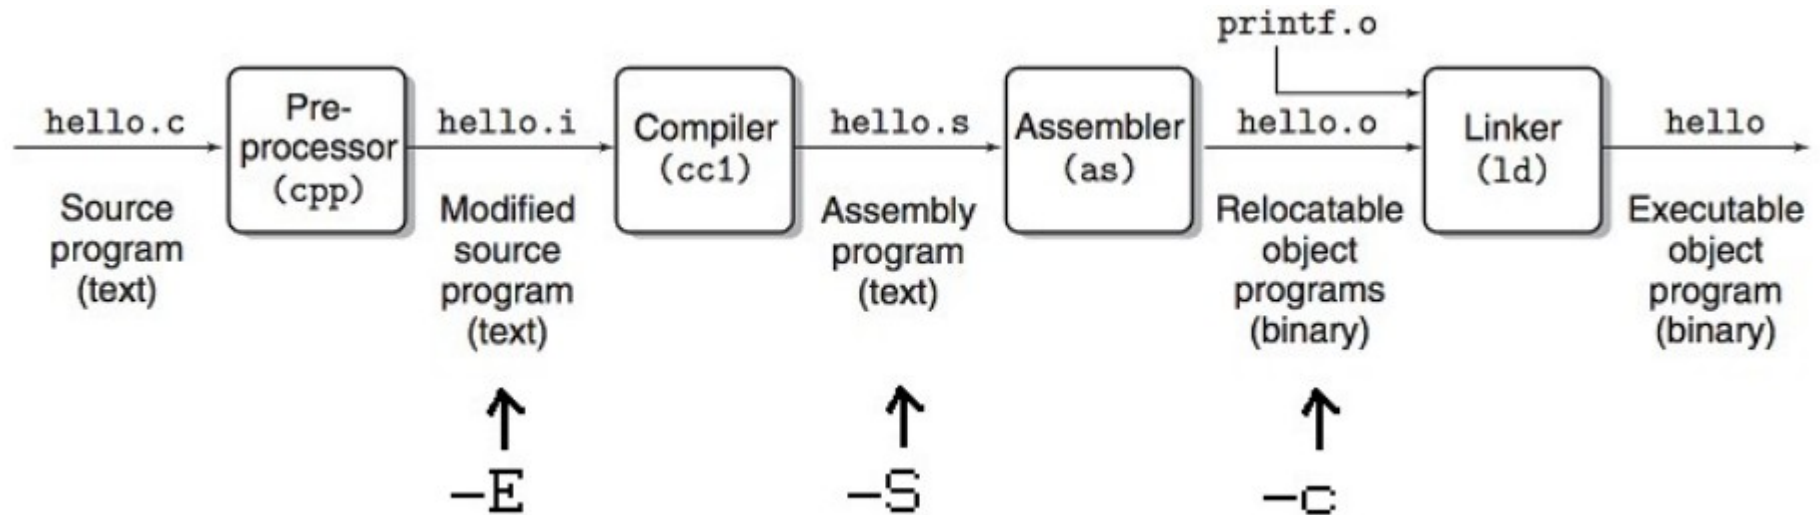 printf.o
hello.c
Pre-
processor
(cpp)
hello.i
Compiler
(cc1)
hello.s
Assembler
(as)
hello.o
Linker
(ld)
hello
Source
program
(text)
Modified
source
program
(text)
Assembly
program
(text)
Relocatable
object
programs
(binary)
Executable
object
program
(binary)
-E
-S
-c